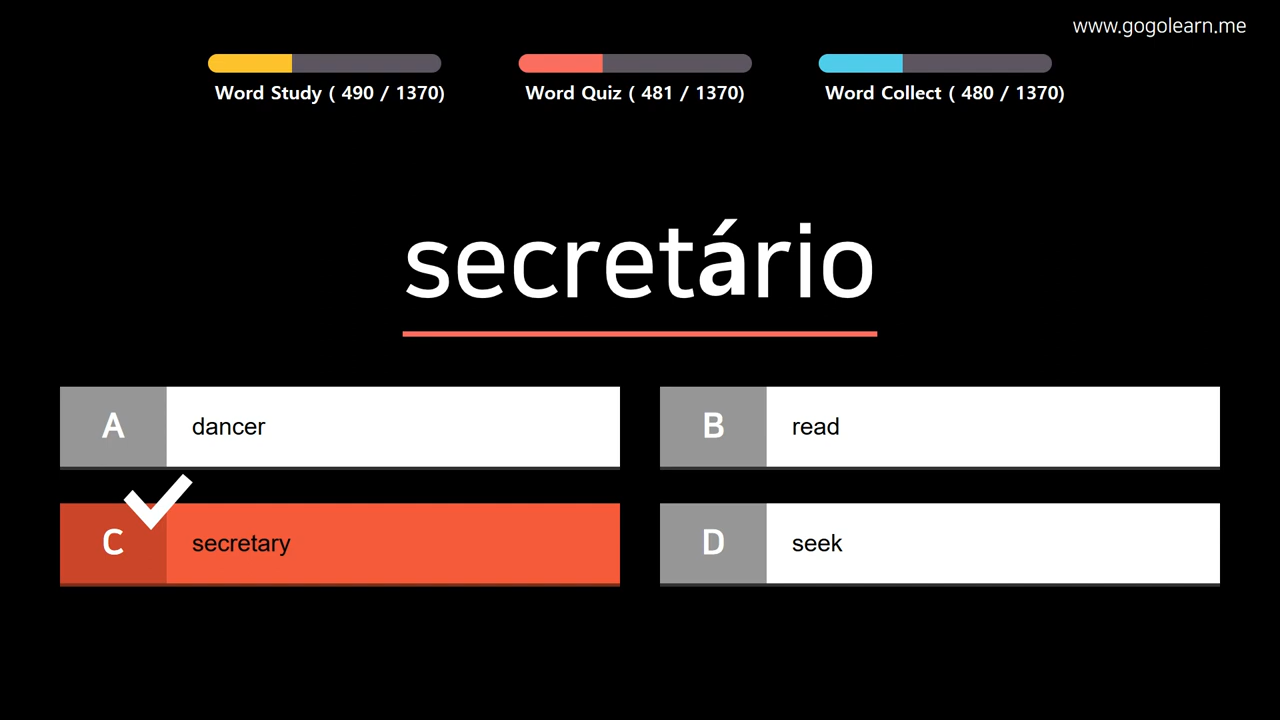 www.gogolearn.me
Word Study ( 490 / 1370)
Word Quiz ( 481 / 1370)
Word Collect ( 480 / 1370)
secretário
A dancer
B read
C secretary
D seek